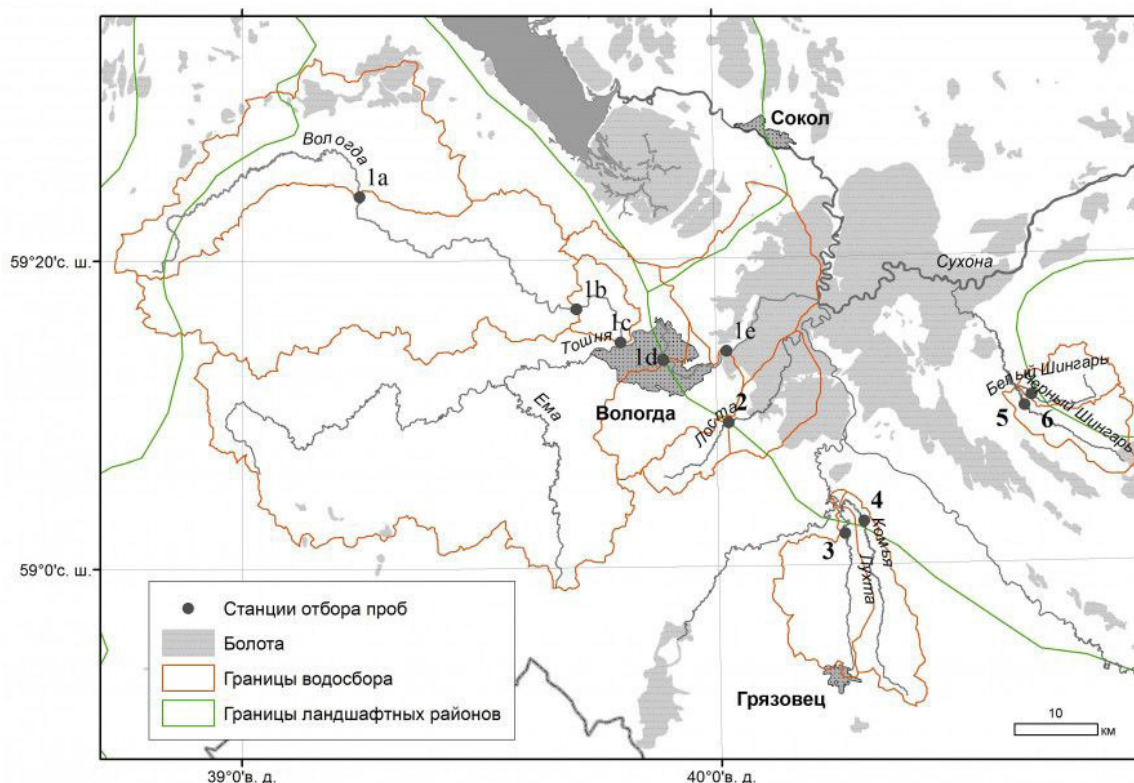 Сокол
Вологда
1a
59°20'с. ш.
Сухона
1b
1c
Тошня
1d
1e
Белый Шингарь
Черный Шингарь
5
6
Вологда
2
Лоста
Ема
4
3
Комья
Лухта
59°0'с. ш.
Станции отбора проб
Болота
Границы водосбора
Границы ландшафтных районов
Грязовец
10
км
39°0'в. д.
40°0'в. д.